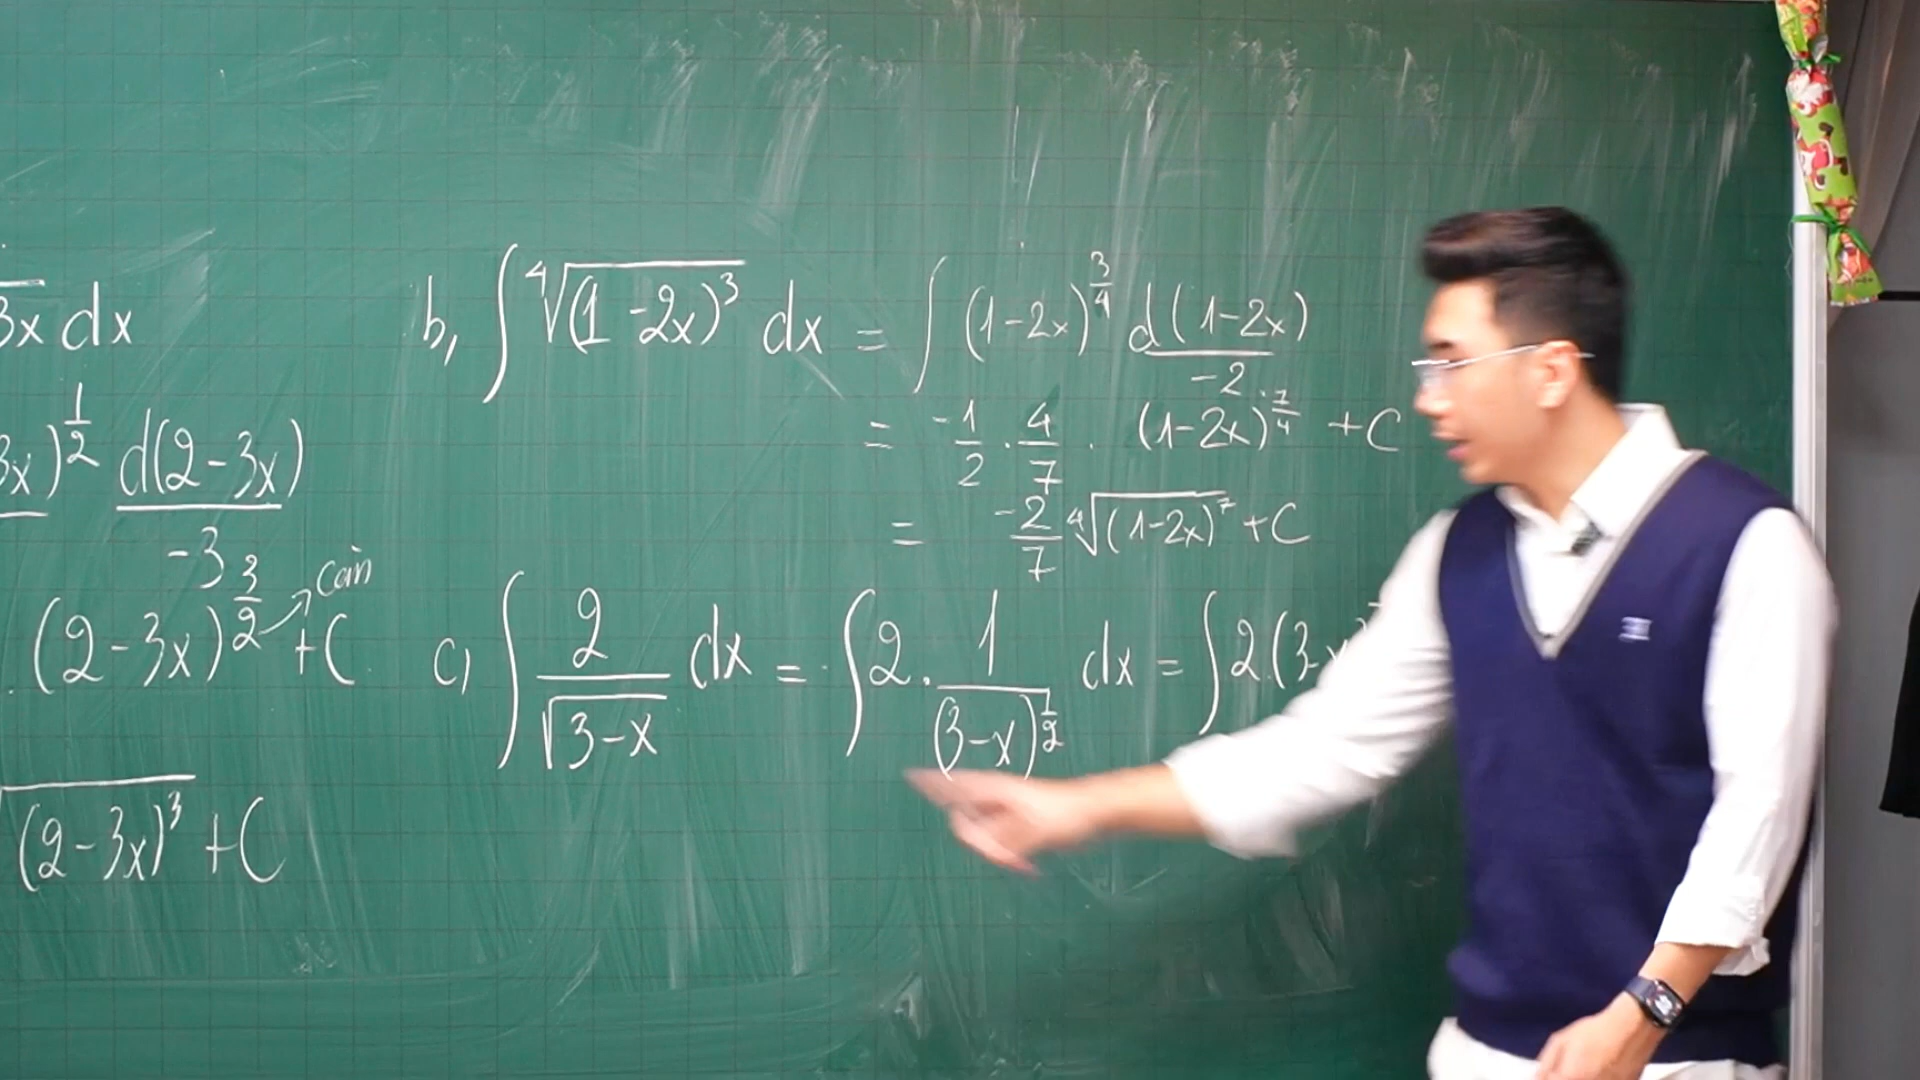 3x dx
3x)^{1/2} d(2-3x)/-3
. (2-3x)^{3/2} → căn +C
(2-3x)^3 +C
b, ∫ ⁴√(1-2x)^3 dx = ∫ (1-2x)^{3/4} d(1-2x)/-2
= -1/2 . 4/7 . (1-2x)^{7/4} +C
= -2/7 ⁴√(1-2x)^7 +C
c, ∫ 2/√3-x dx = ∫ 2. 1/(3-x)^{1/2} dx = ∫ 2.(3-x